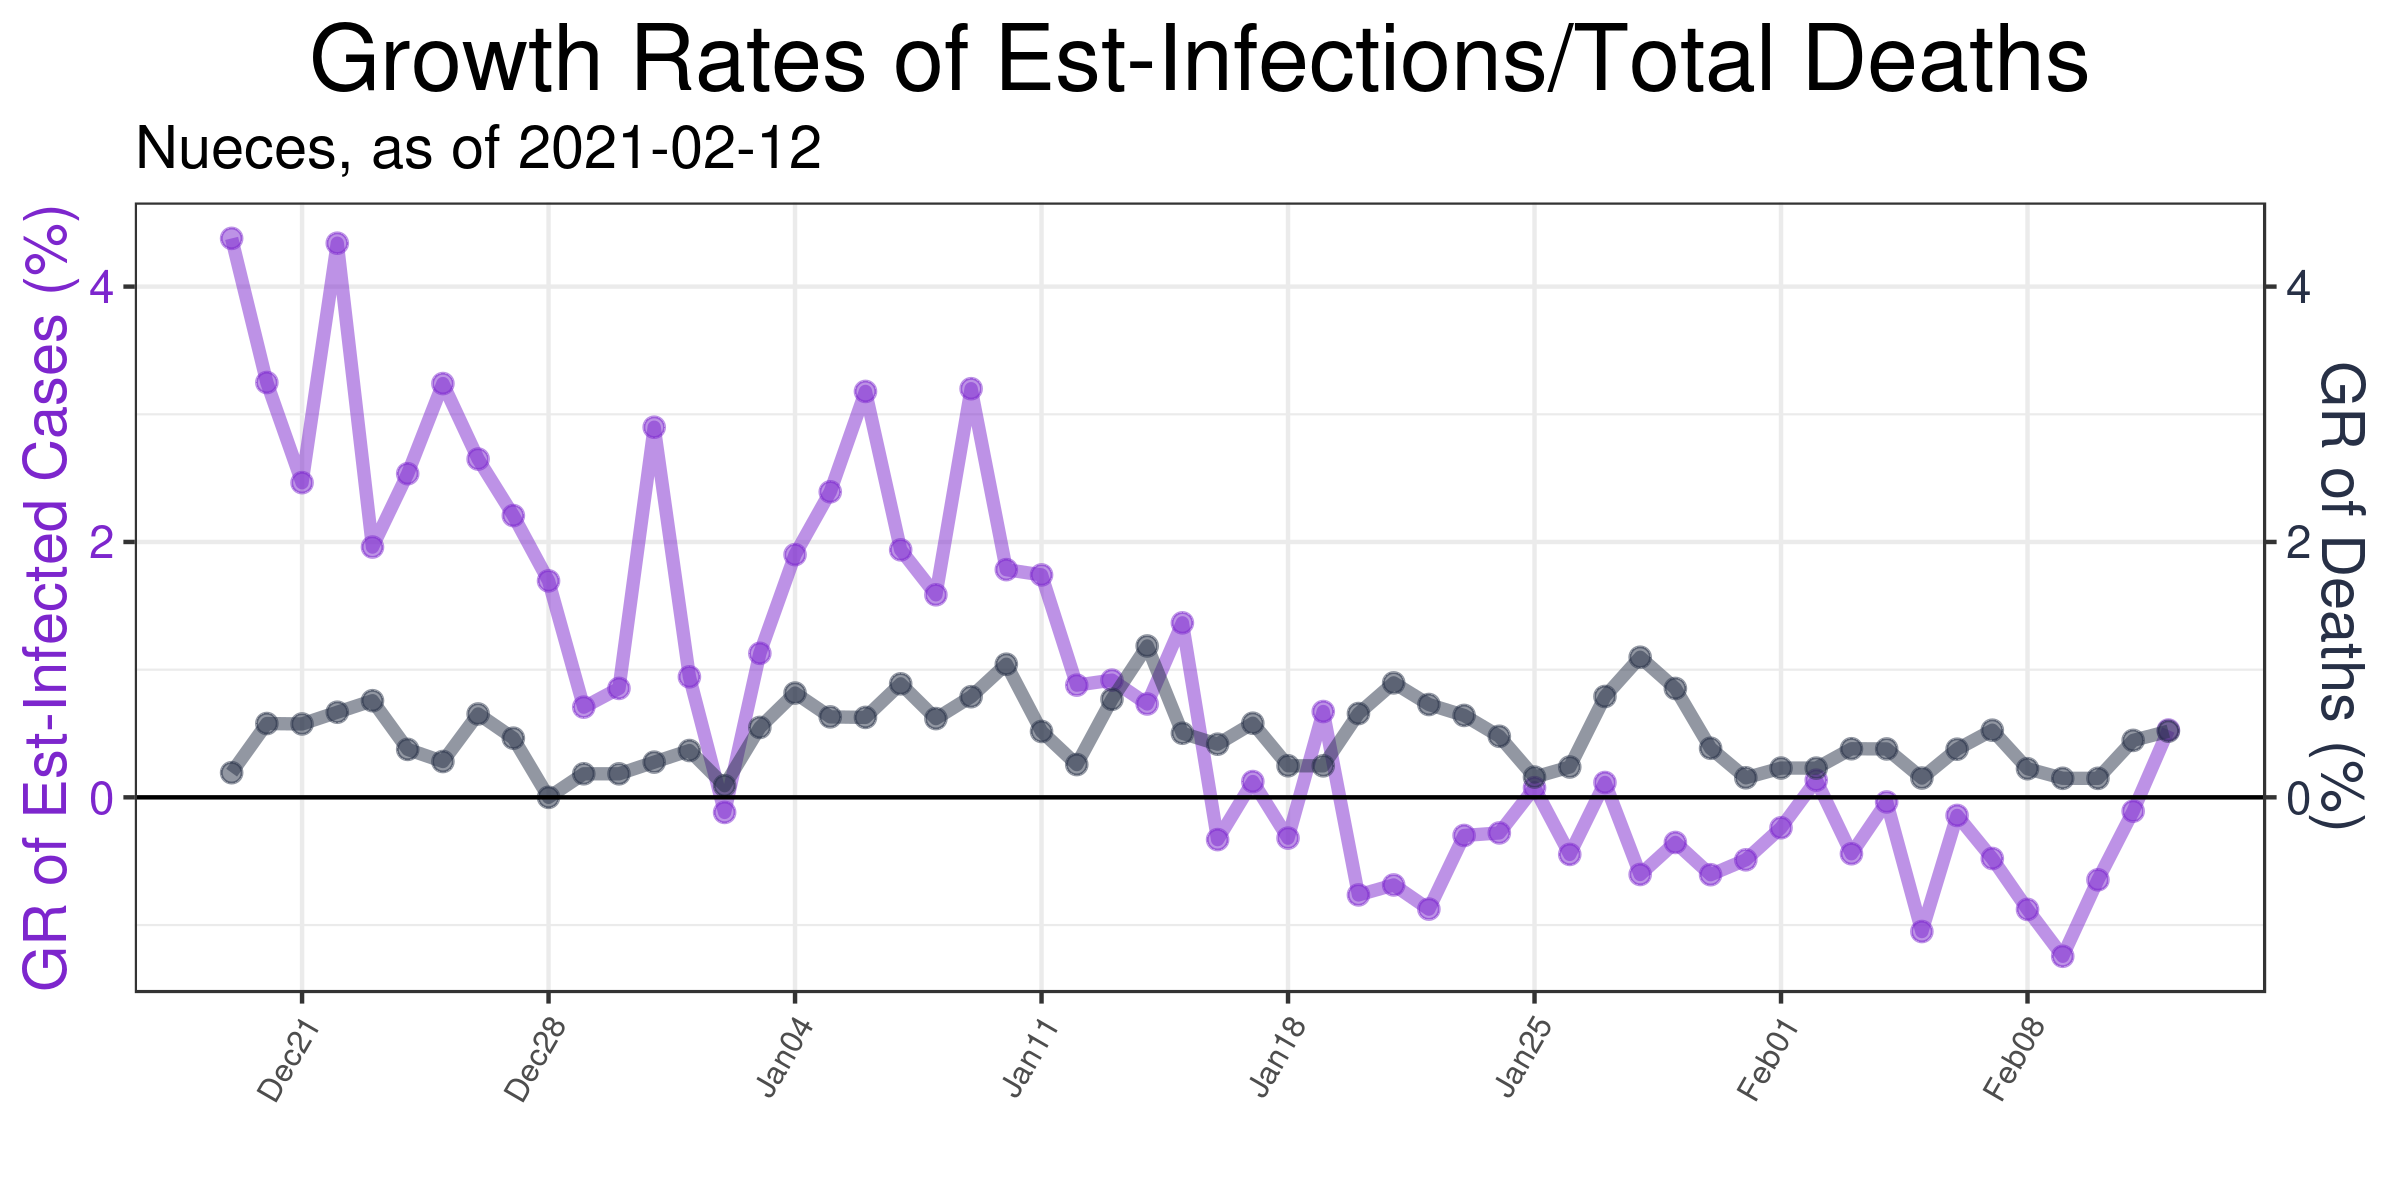 Growth Rates of Est-Infections/Total Deaths
Nueces, as of 2021-02-12
GR of Est-Infected Cases (%)
4
2
0
4
2
0
GR of Deaths (%)
Dec21
Dec28
Jan04
Jan11
Jan18
Jan25
Feb01
Feb08